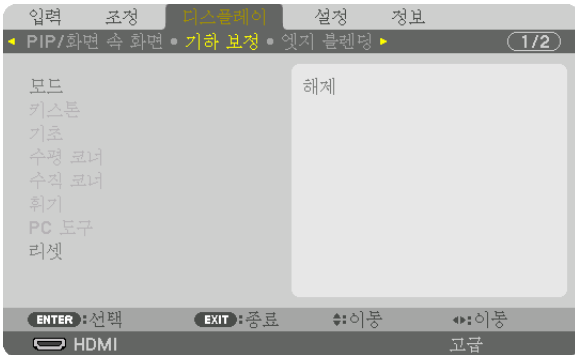 입력 조정 디스플레이 설정 정보
◀ PIP/화면 속 화면 • 기하 보정 • 엣지 블렌딩 ▶ 1/2
모드 해제
키스톤
기초
수평 코너
수직 코너
휘기
PC 도구
리셋
ENTER:선택 EXIT:종료 ◆:이동 ◀▶:이동
HDMI 고급